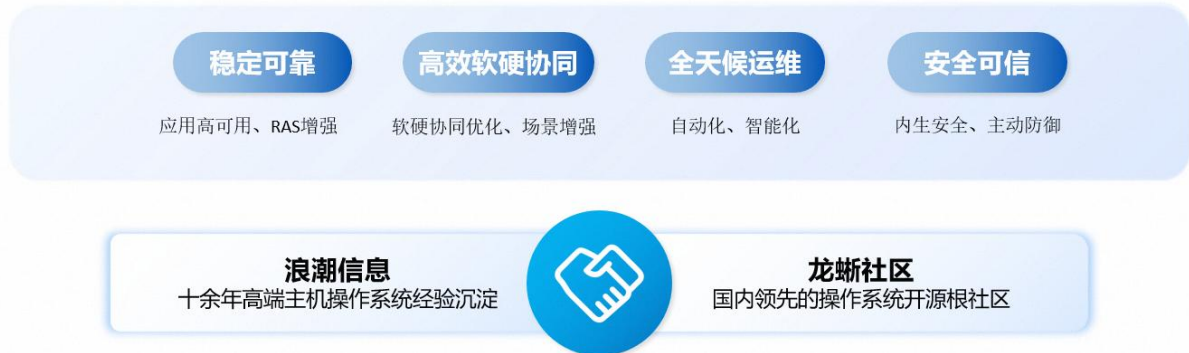 稳定可靠
高效软硬协同
全天候运维
安全可信
应用高可用、RAS增强
软硬协同优化、场景增强
自动化、智能化
内生安全、主动防御
浪潮信息
十余年高端主机操作系统经验沉淀
龙蜥社区
国内领先的操作系统开源根社区